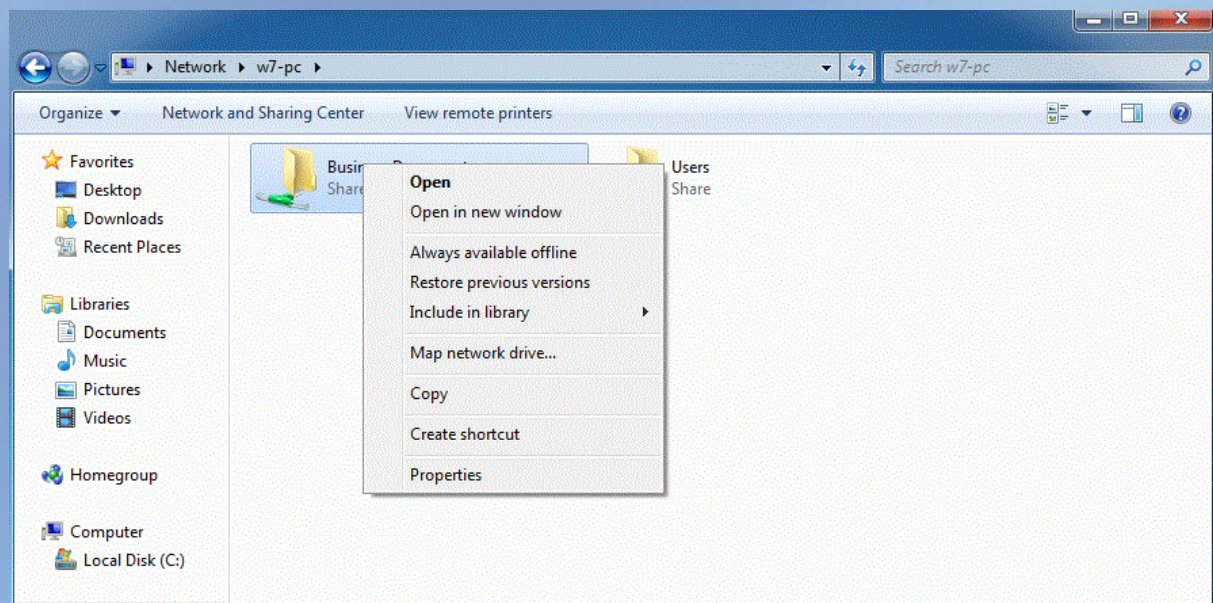 Network ▸ w7-pc ▸
Search w7-pc
Organize Network and Sharing Center View remote printers
Favorites
Desktop
Downloads
Recent Places
Libraries
Documents
Music
Pictures
Videos
Homegroup
Computer
Local Disk (C:)
Share
Users
Share
Open
Open in new window
Always available offline
Restore previous versions
Include in library
Map network drive...
Copy
Create shortcut
Properties